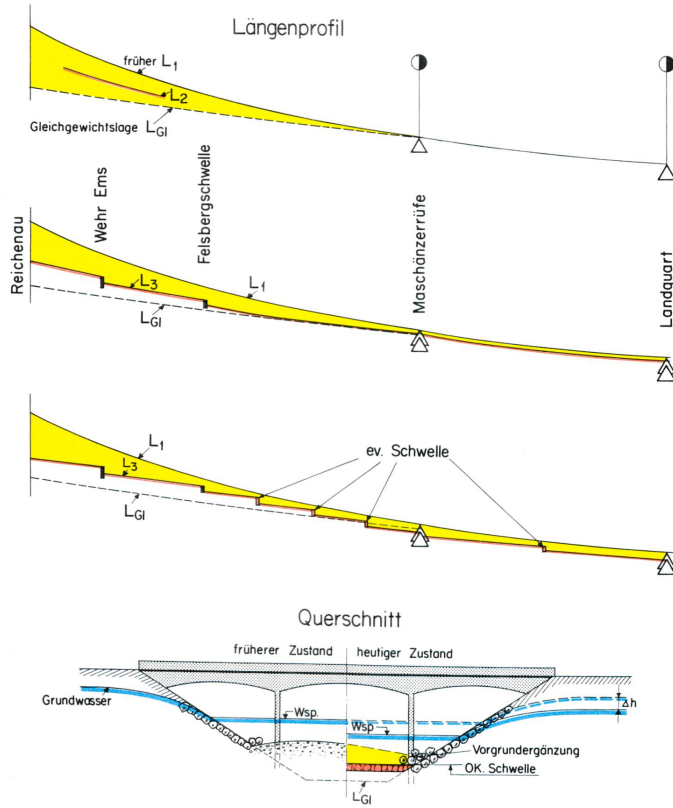 Längenprofil
früher L1
L2
Gleichgewichtslage LGl
Reichenau
Wehr Ems
Felsbergschwelle
Maschänzerrüfe
Landquart
L3
L1
LGl
L1
L3
LGl
ev. Schwelle
Querschnitt
früherer Zustand
heutiger Zustand
Grundwasser
Wsp.
Wsp
Δh
Vorgrundergänzung
OK. Schwelle
LGl